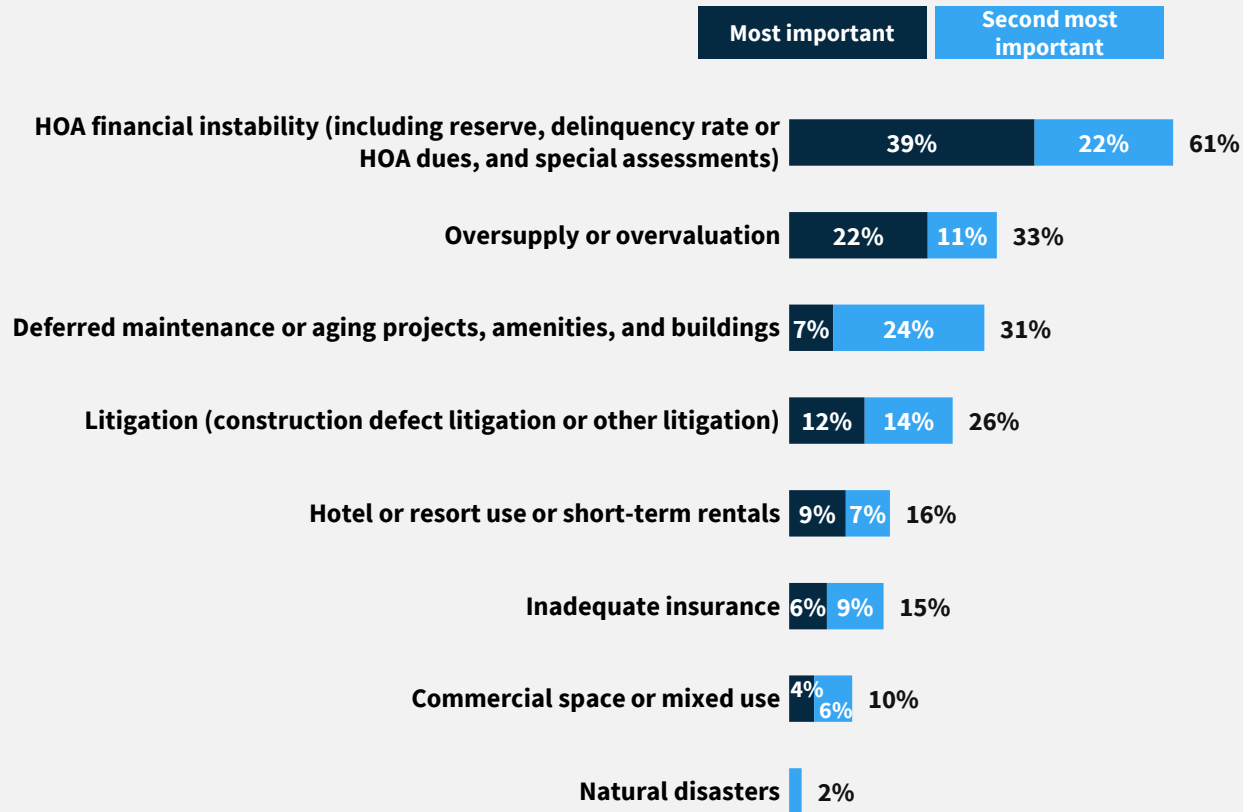 Most important
Second most
important
HOA financial instability (including reserve, delinquency rate or
HOA dues, and special assessments)
39%
22%
61%
Oversupply or overvaluation
22%
11%
33%
Deferred maintenance or aging projects, amenities, and buildings
7%
24%
31%
Litigation (construction defect litigation or other litigation)
12%
14%
26%
Hotel or resort use or short-term rentals
9%
7%
16%
Inadequate insurance
6%
9%
15%
Commercial space or mixed use
4%
6%
10%
Natural disasters
2%